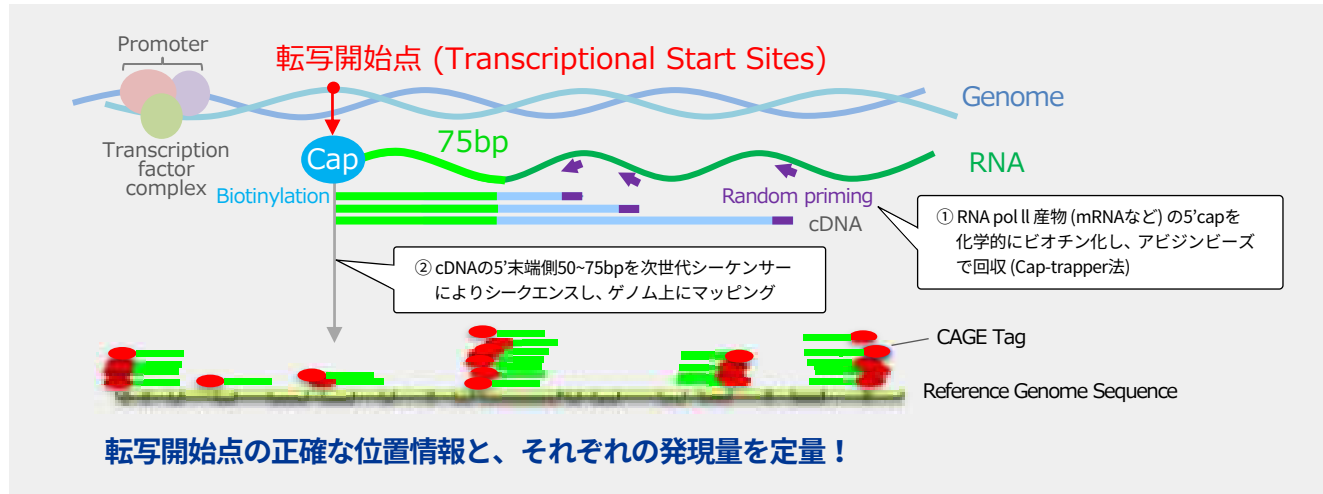 Promoter
転写開始点 (Transcriptional Start Sites)
Genome
Transcription
factor
complex
Cap
75bp
RNA
Biotinylation
Random priming
cDNA
① RNA pol ll 産物 (mRNAなど) の5’capを
化学的にビオチン化し、アビジンビーズ
で回収 (Cap-trapper法)
② cDNAの5’末端側50~75bpを次世代シーケンサー
によりシークエンスし、ゲノム上にマッピング
CAGE Tag
Reference Genome Sequence
転写開始点の正確な位置情報と、それぞれの発現量を定量！